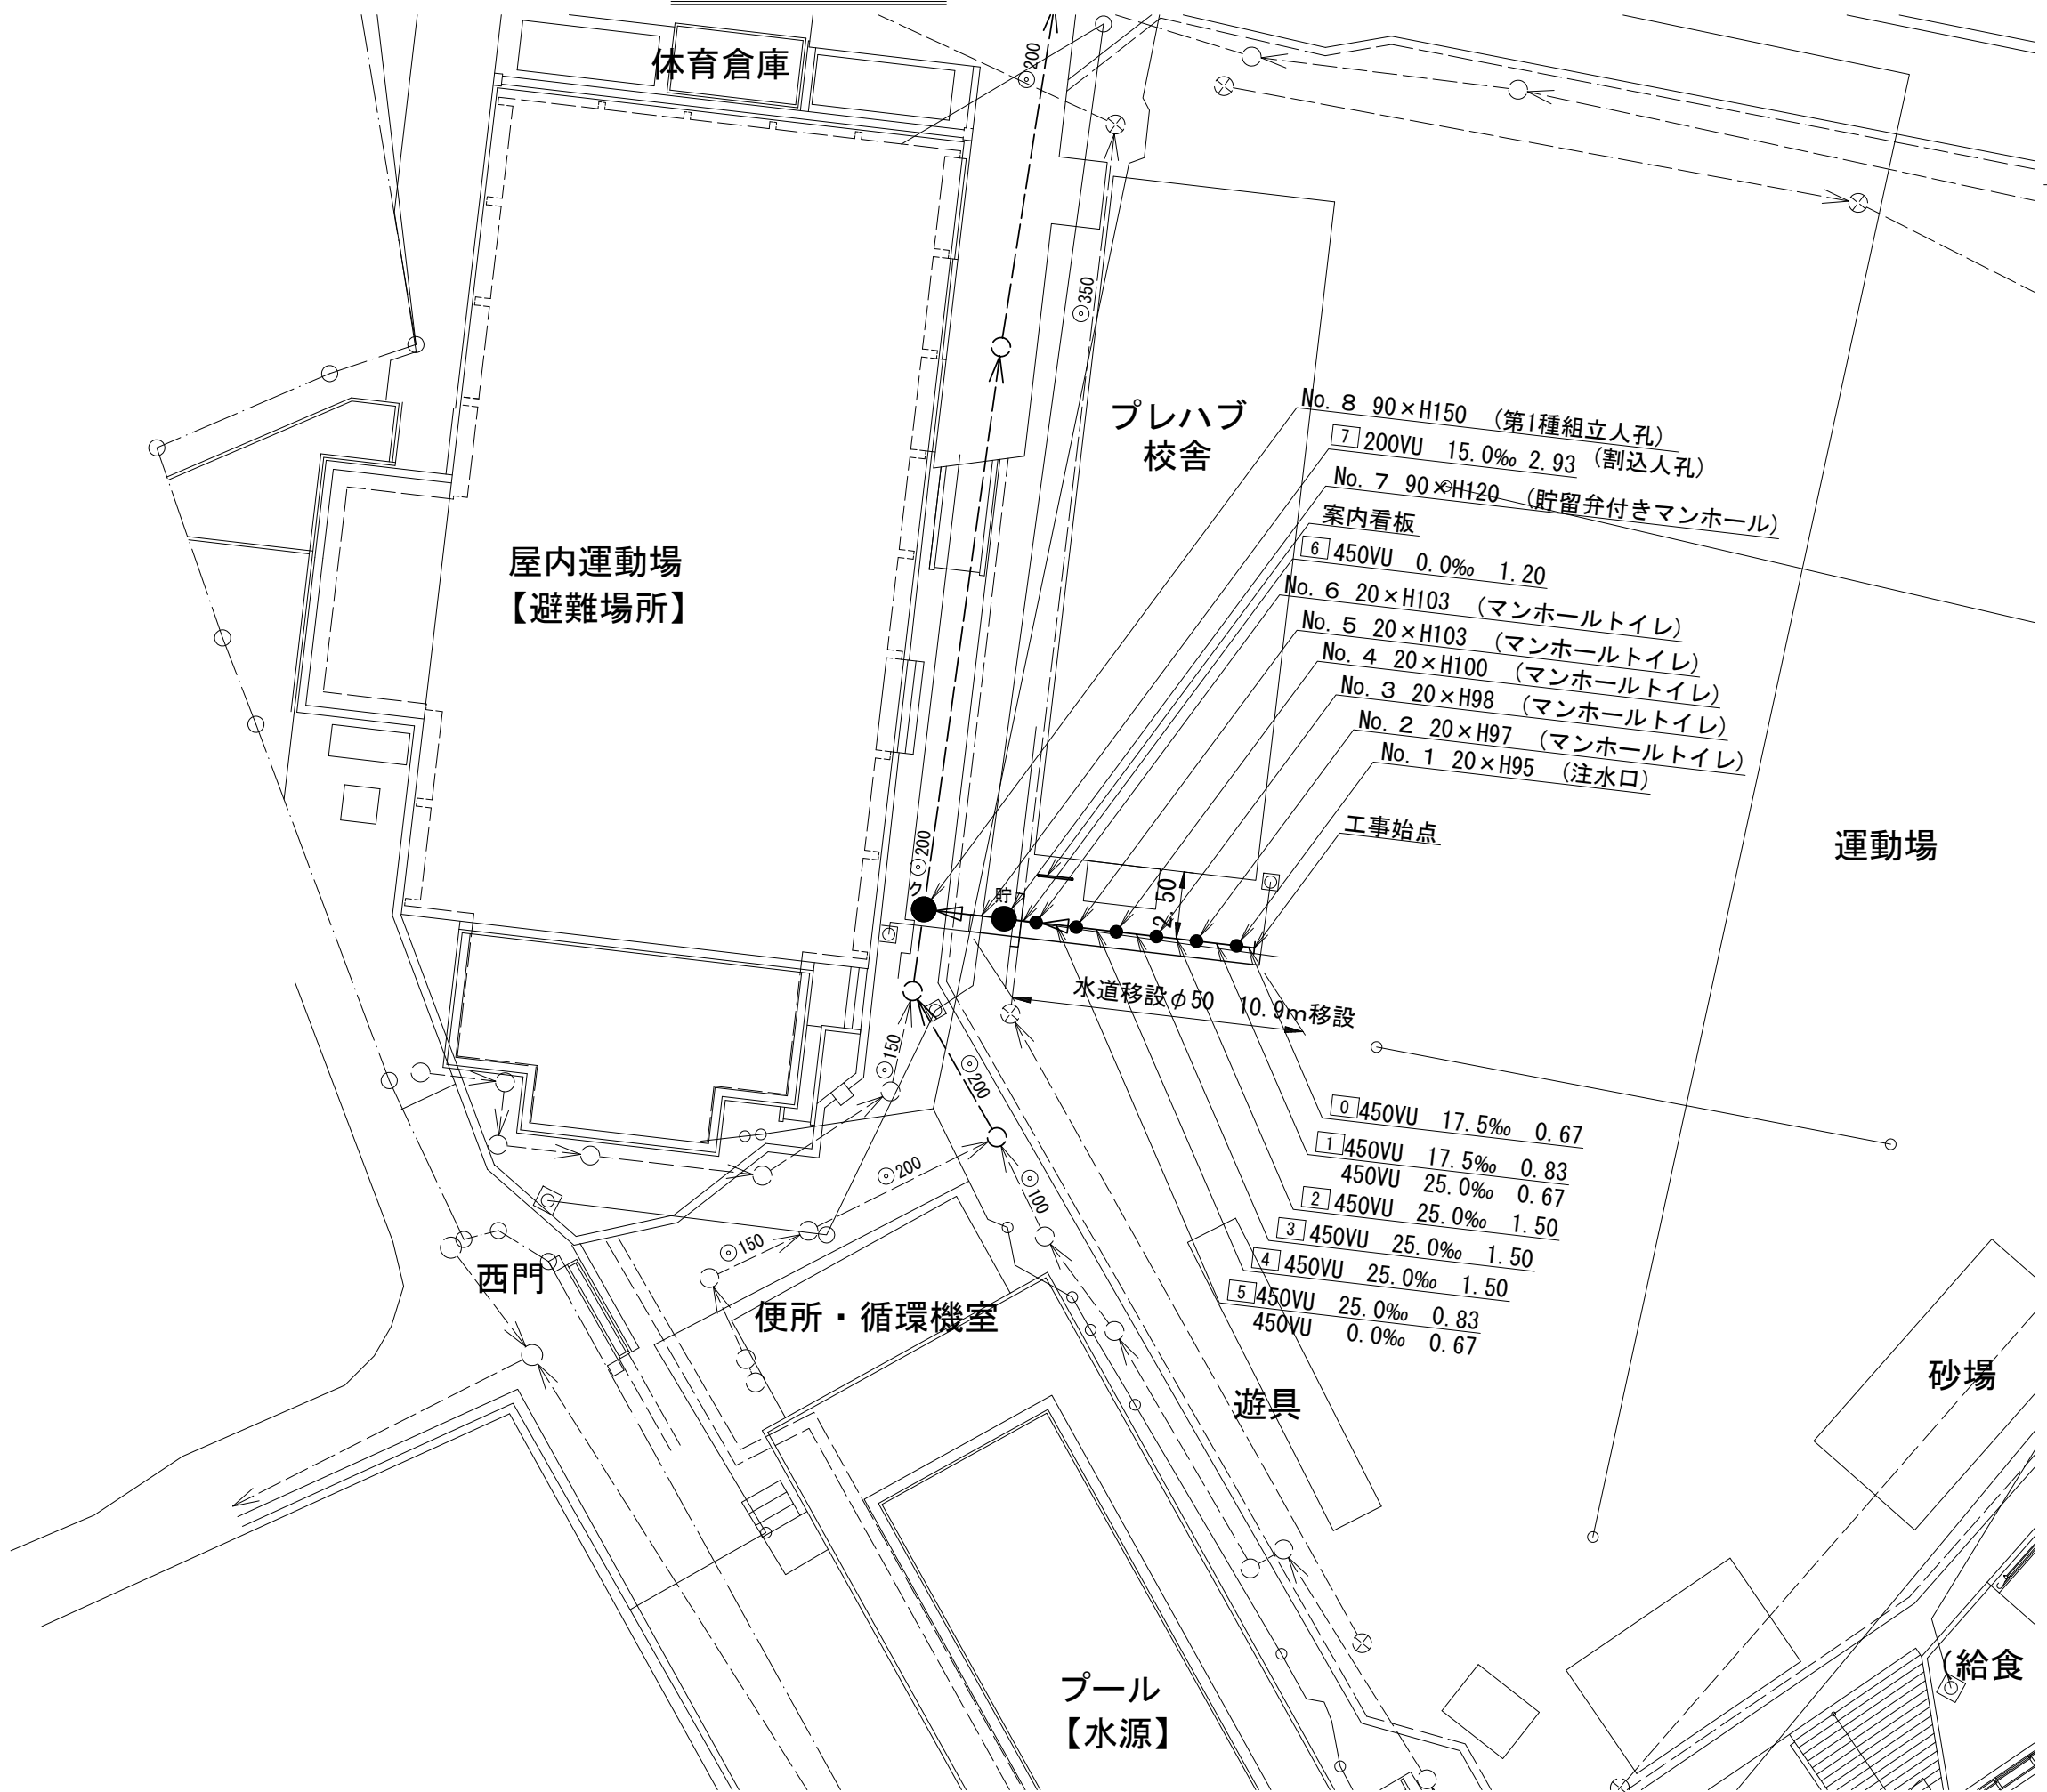 体育倉庫
200
350
プレハブ
校舎
No. 8 90×H150 （第1種組立人孔）
7 200VU 15.0‰ 2.93 （割込人孔）
No. 7 90×H120 （貯留弁付きマンホール）
案内看板
6 450VU 0.0‰ 1.20
No. 6 20×H103 （マンホールトイレ）
No. 5 20×H103 （マンホールトイレ）
No. 4 20×H100 （マンホールトイレ）
No. 3 20×H98 （マンホールトイレ）
No. 2 20×H97 （マンホールトイレ）
No. 1 20×H95 （注水口）
工事始点
屋内運動場
【避難場所】
運動場
200
ク
貯
2.50
水道移設φ50 10.9m移設
150
200
0 450VU 17.5‰ 0.67
1 450VU 17.5‰ 0.83
450VU 25.0‰ 0.67
2 450VU 25.0‰ 1.50
3 450VU 25.0‰ 1.50
4 450VU 25.0‰ 1.50
5 450VU 25.0‰ 0.83
450VU 0.0‰ 0.67
200
100
150
西門
便所・循環機室
遊具
砂場
プール
【水源】
（給食